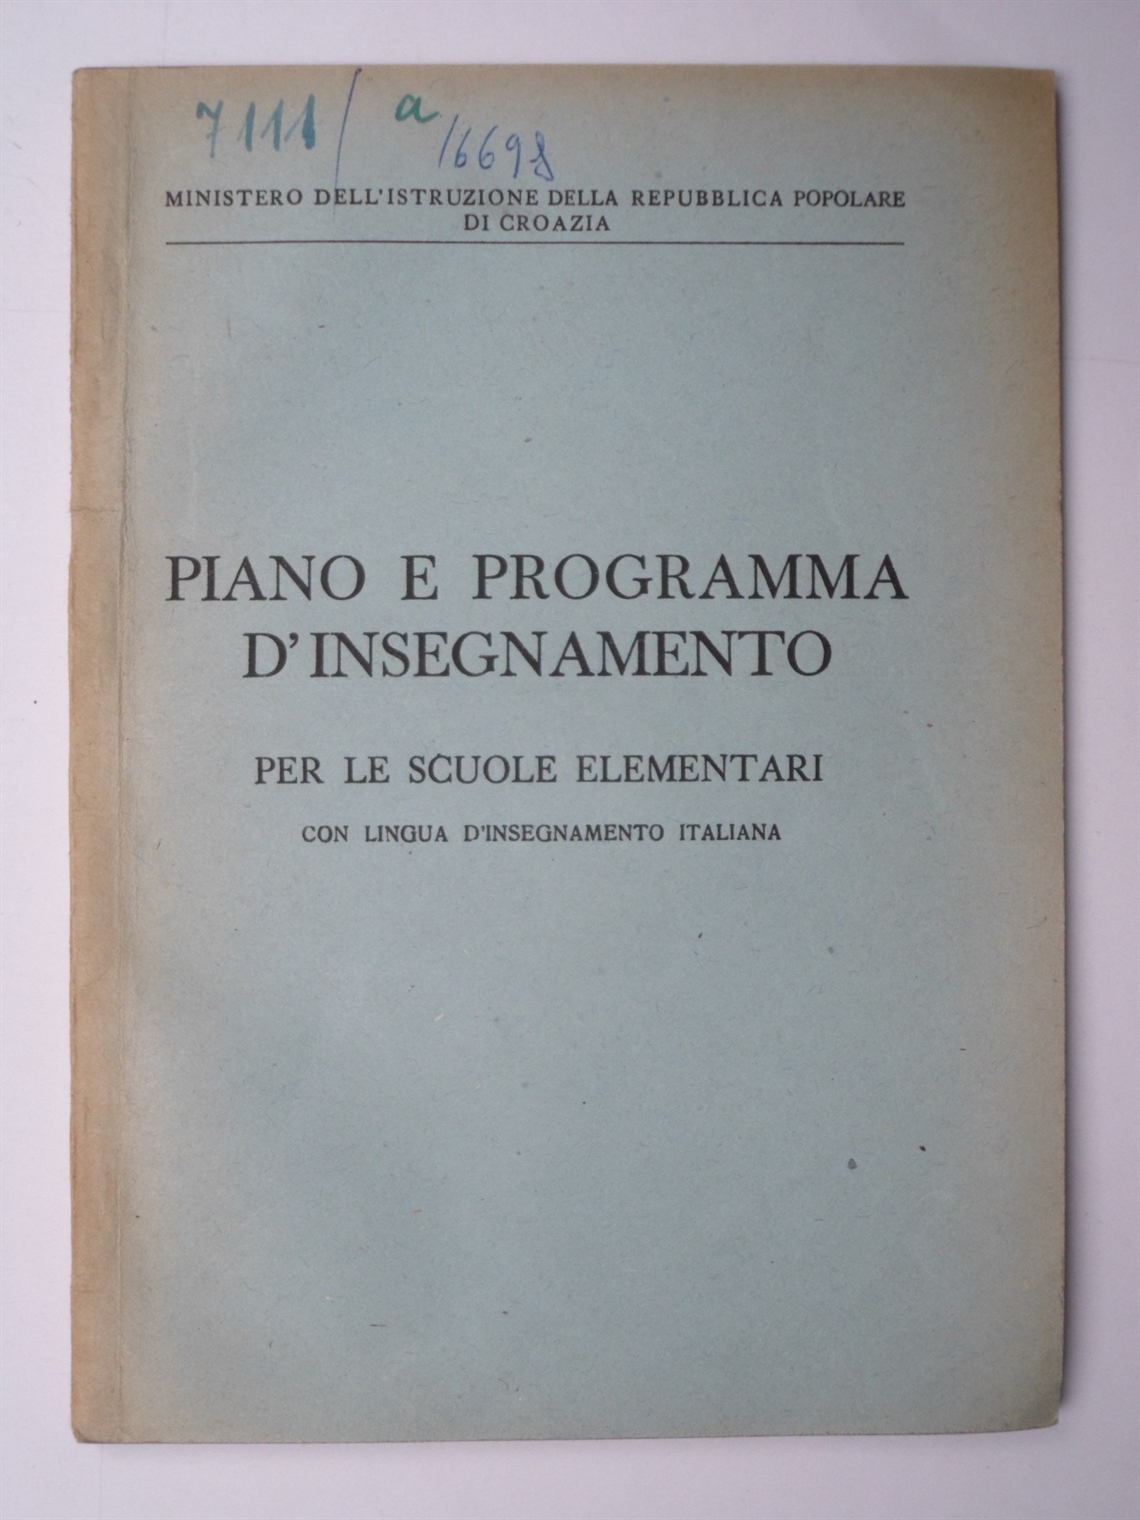 7111/a
16698
MINISTERO DELL'ISTRUZIONE DELLA REPUBBLICA POPOLARE
DI CROAZIA
PIANO E PROGRAMMA
D'INSEGNAMENTO
PER LE SCUOLE ELEMENTARI
CON LINGUA D'INSEGNAMENTO ITALIANA